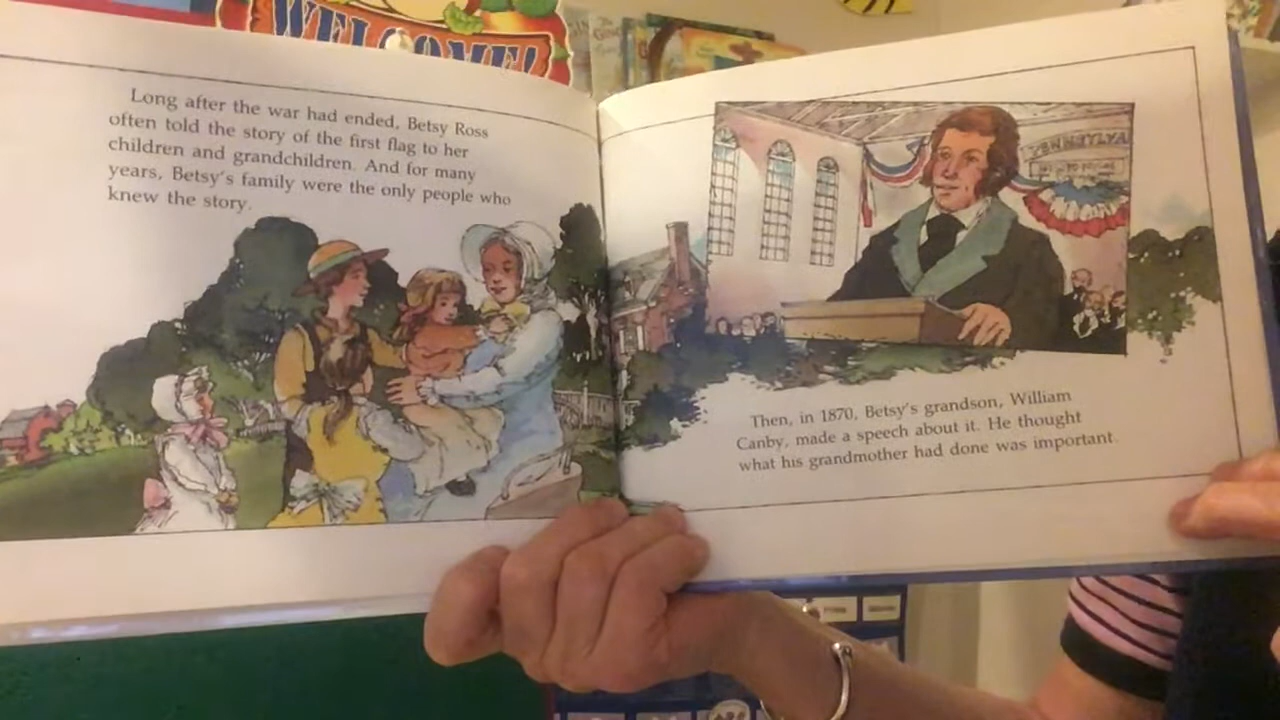 WELCOME!
Long after the war had ended, Betsy Ross
often told the story of the first flag to her
children and grandchildren. And for many
years, Betsy's family were the only people who
knew the story.
Then, in 1870, Betsy's grandson, William
Canby, made a speech about it. He thought
what his grandmother had done was important.